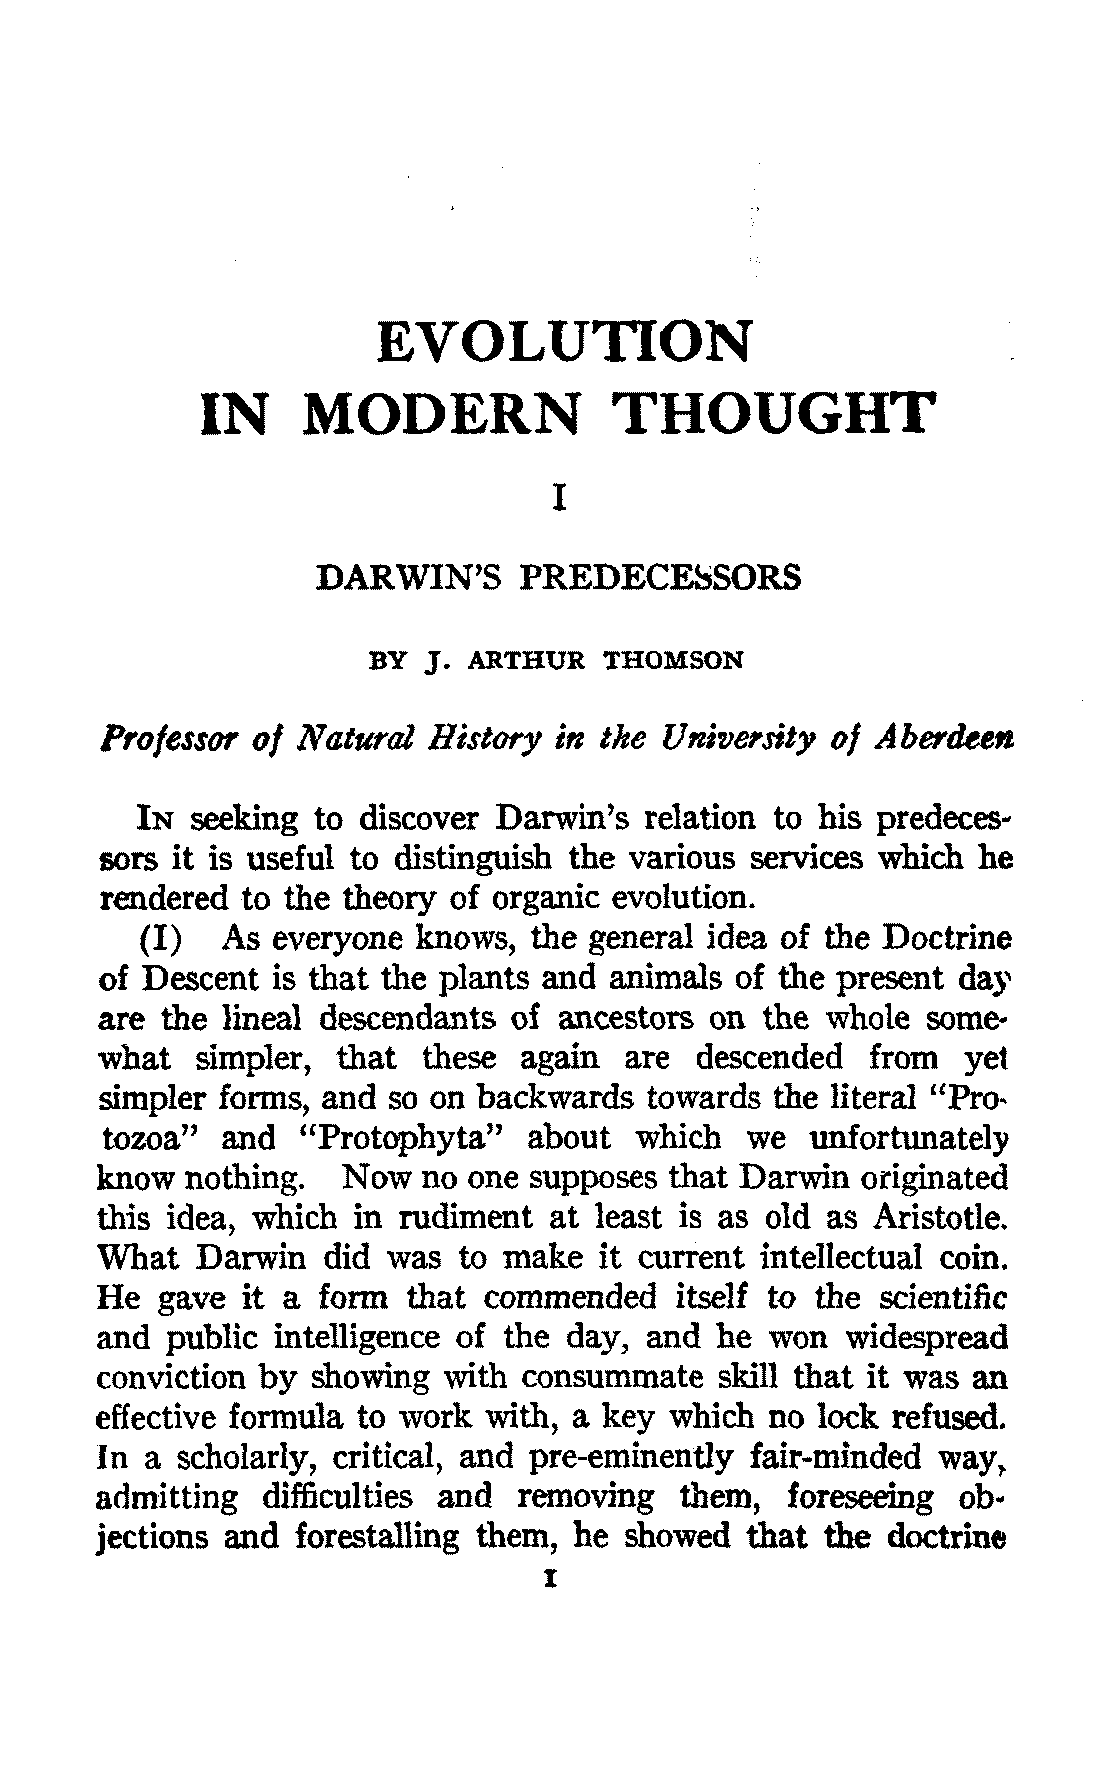 EVOLUTION
IN MODERN THOUGHT
I
DARWIN'S PREDECESSORS
BY J. ARTHUR THOMSON
Professor of Natural History in the University of Aberdeen
IN seeking to discover Darwin's relation to his predeces-
sors it is useful to distinguish the various services which he
rendered to the theory of organic evolution.
(I) As everyone knows, the general idea of the Doctrine
of Descent is that the plants and animals of the present day
are the lineal descendants of ancestors on the whole some-
what simpler, that these again are descended from yet
simpler forms, and so on backwards towards the literal "Pro-
tozoa" and "Protophyta" about which we unfortunately
know nothing. Now no one supposes that Darwin originated
this idea, which in rudiment at least is as old as Aristotle.
What Darwin did was to make it current intellectual coin.
He gave it a form that commended itself to the scientific
and public intelligence of the day, and he won widespread
conviction by showing with consummate skill that it was an
effective formula to work with, a key which no lock refused.
In a scholarly, critical, and pre-eminently fair-minded way,
admitting difficulties and removing them, foreseeing ob-
jections and forestalling them, he showed that the doctrine
I